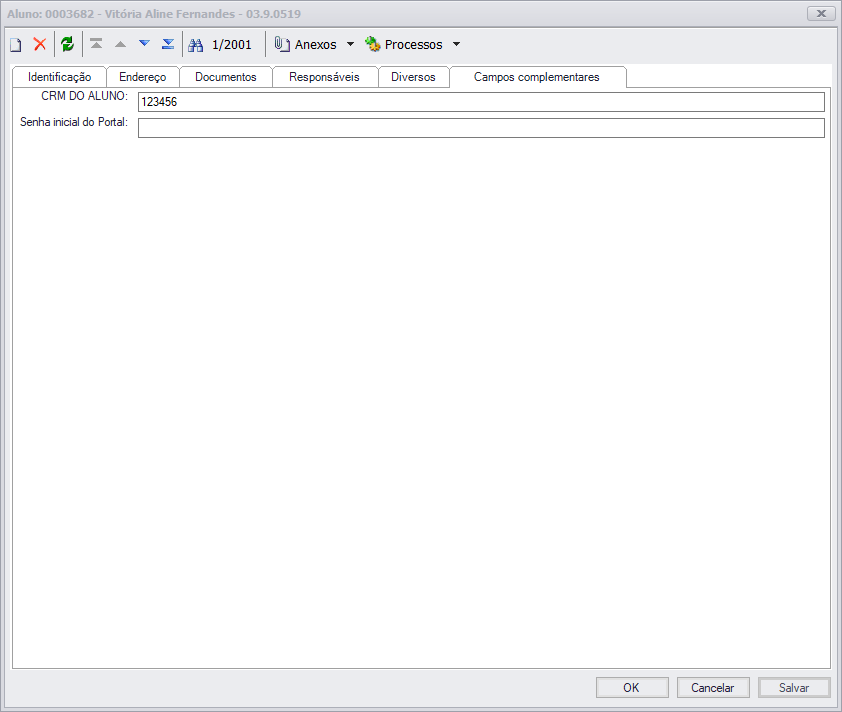 Aluno: 0003682 - Vitória Aline Fernandes - 03.9.0519
1/2001 Anexos Processos
Identificação Endereço Documentos Responsáveis Diversos Campos complementares
CRM DO ALUNO: 123456
Senha inicial do Portal:
OK Cancelar Salvar